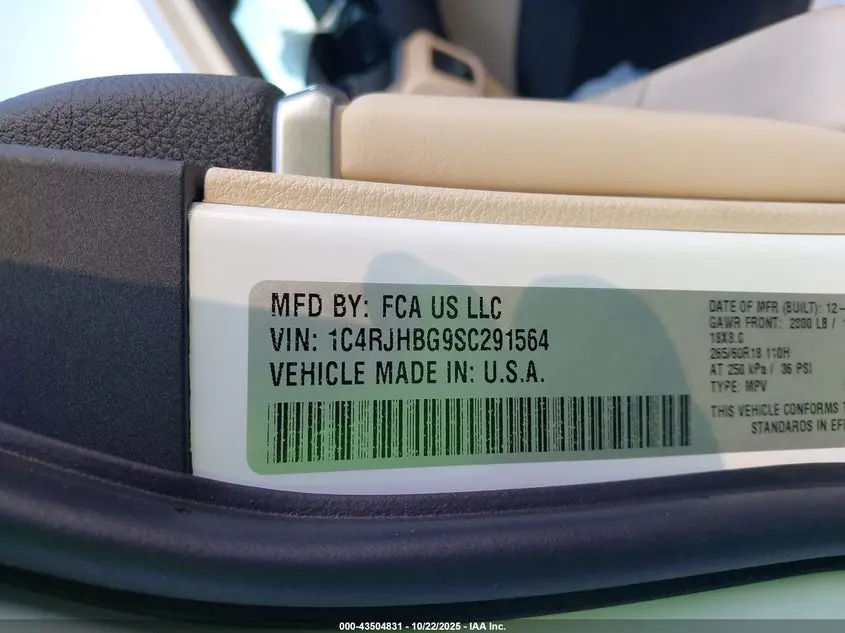 MFD BY: FCA US LLC
VIN: 1C4RJHBG9SC291564
VEHICLE MADE IN: U.S.A.
DATE OF MFR (BUILT): 12-
GAWR FRONT: 2800 LB /
18X8.0
265/60R18 110H
AT 250 kPa / 36 PSI
TYPE: MPV
THIS VEHICLE CONFORMS
STANDARDS IN
000-43504831 - 10/22/2025 - IAA Inc.